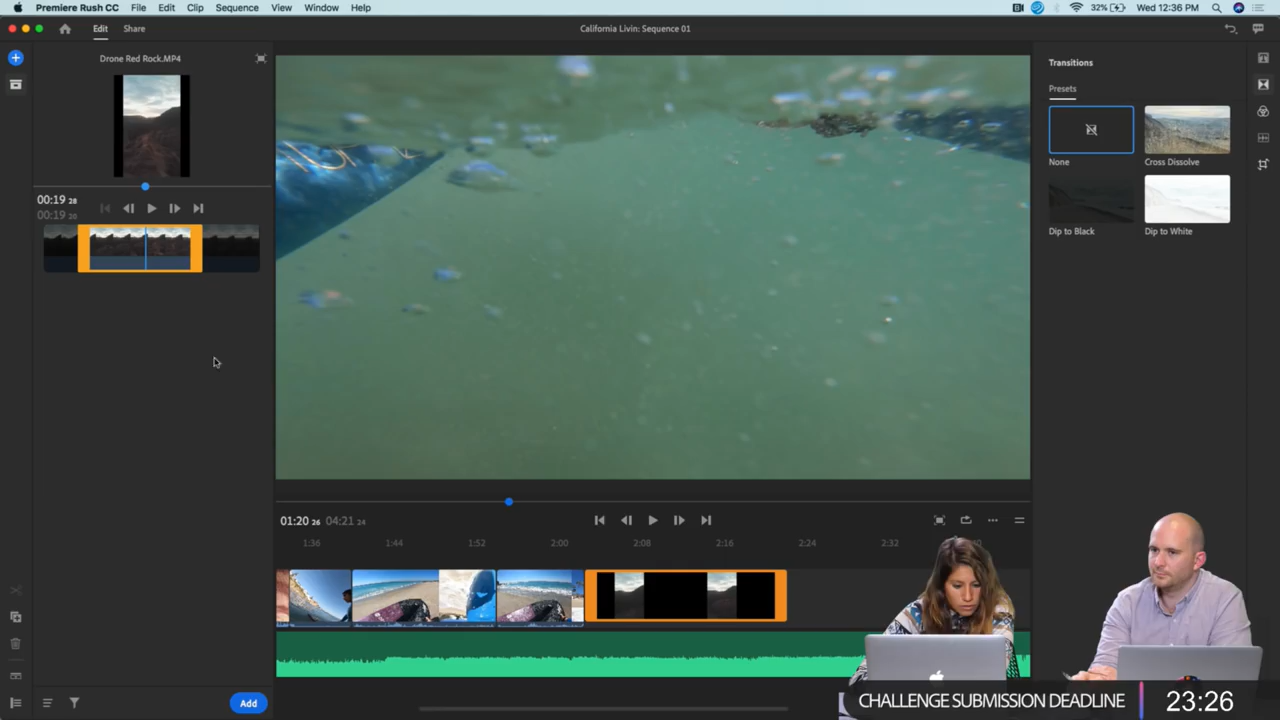 Premiere Rush CC File Edit Clip Sequence View Window Help 32% Wed 12:36 PM
Edit Share California Livin: Sequence 01
Drone Red Rock.MP4
00:19 28
00:19 28
Transitions
Presets
None Cross Dissolve
Dip to Black Dip to White
01:20 26 04:21 24
1:36 1:44 1:52 2:00 2:08 2:16 2:24 2:32
Add
CHALLENGE SUBMISSION DEADLINE 23:26